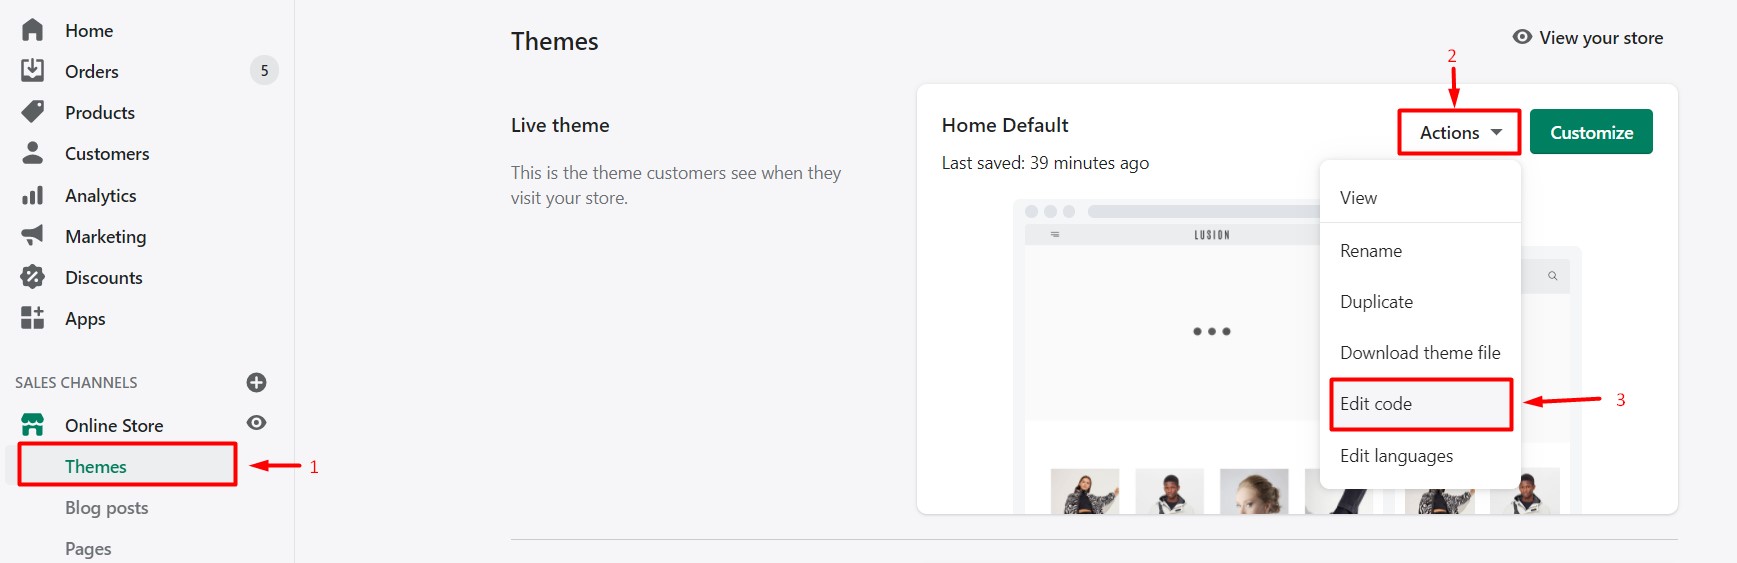 Home
Orders 5
Products
Customers
Analytics
Marketing
Discounts
Apps
SALES CHANNELS
Online Store
Themes
1
Blog posts
Pages
Themes
View your store
Live theme
This is the theme customers see when they
visit your store.
2
Home Default
Actions
Customize
Last saved: 39 minutes ago
LUSION
View
Rename
Duplicate
Download theme file
Edit code
3
Edit languages